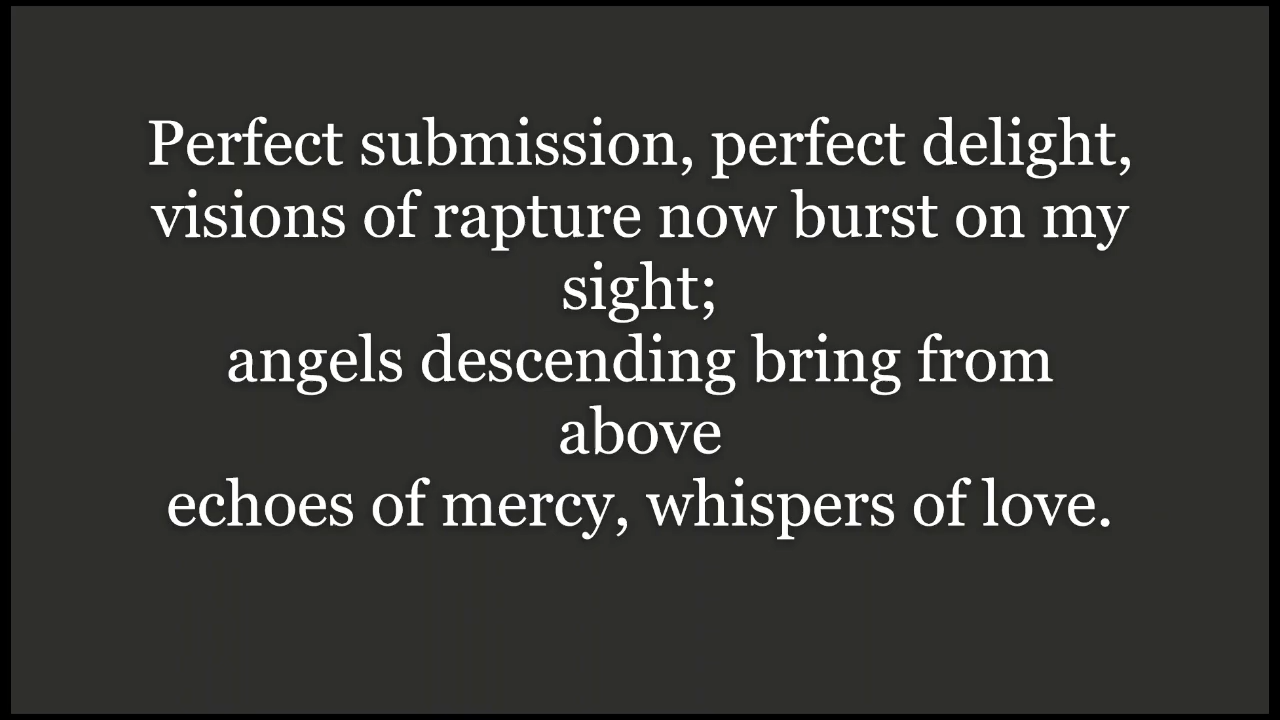 Perfect submission, perfect delight,
visions of rapture now burst on my
sight;
angels descending bring from
above
echoes of mercy, whispers of love.